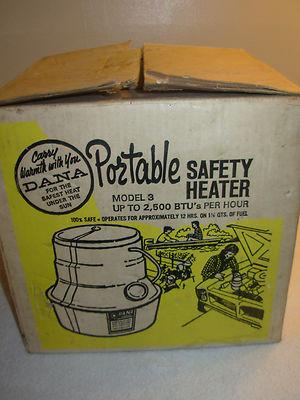 Carry
Warmth with You
DANA
FOR THE
SAFEST HEAT
UNDER THE
SUN
Portable SAFETY
HEATER
MODEL 3
UP TO 2,500 BTU's PER HOUR
100% SAFE • OPERATES FOR APPROXIMATELY 12 HRS. ON 1¼ QTS. OF FUEL
DANA